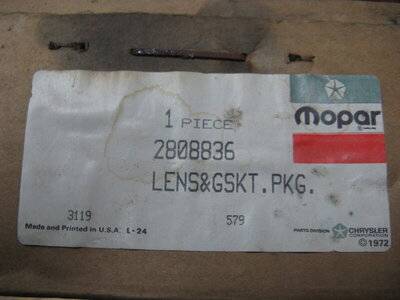 1 PIECE
Mopar
2808836
LENS&GSKT.PKG.
3119
579
Made and Printed in U.S.A. L-24
PARTS DIVISION
CHRYSLER
CORPORATION
©1972